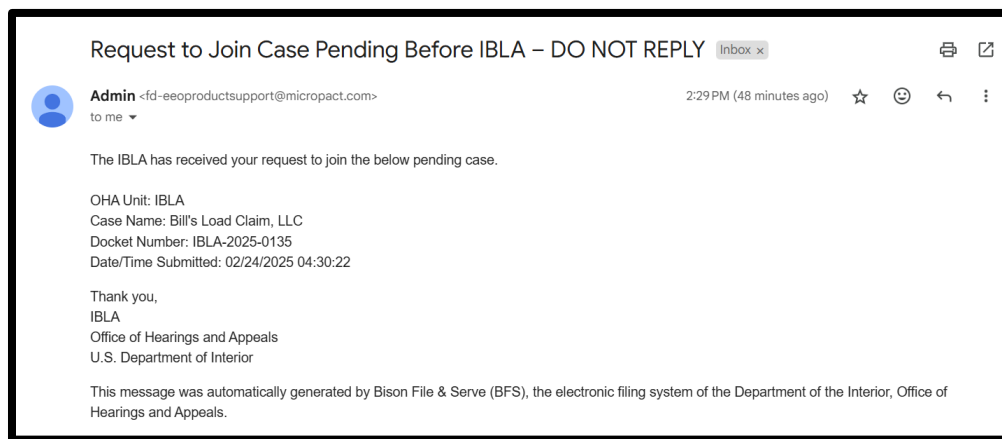 Request to Join Case Pending Before IBLA – DO NOT REPLY Inbox x
Admin <fd-eeoproductsupport@micropact.com> 2:29 PM (48 minutes ago)
to me
The IBLA has received your request to join the below pending case.
OHA Unit: IBLA
Case Name: Bill's Load Claim, LLC
Docket Number: IBLA-2025-0135
Date/Time Submitted: 02/24/2025 04:30:22
Thank you,
IBLA
Office of Hearings and Appeals
U.S. Department of Interior
This message was automatically generated by Bison File & Serve (BFS), the electronic filing system of the Department of the Interior, Office of
Hearings and Appeals.